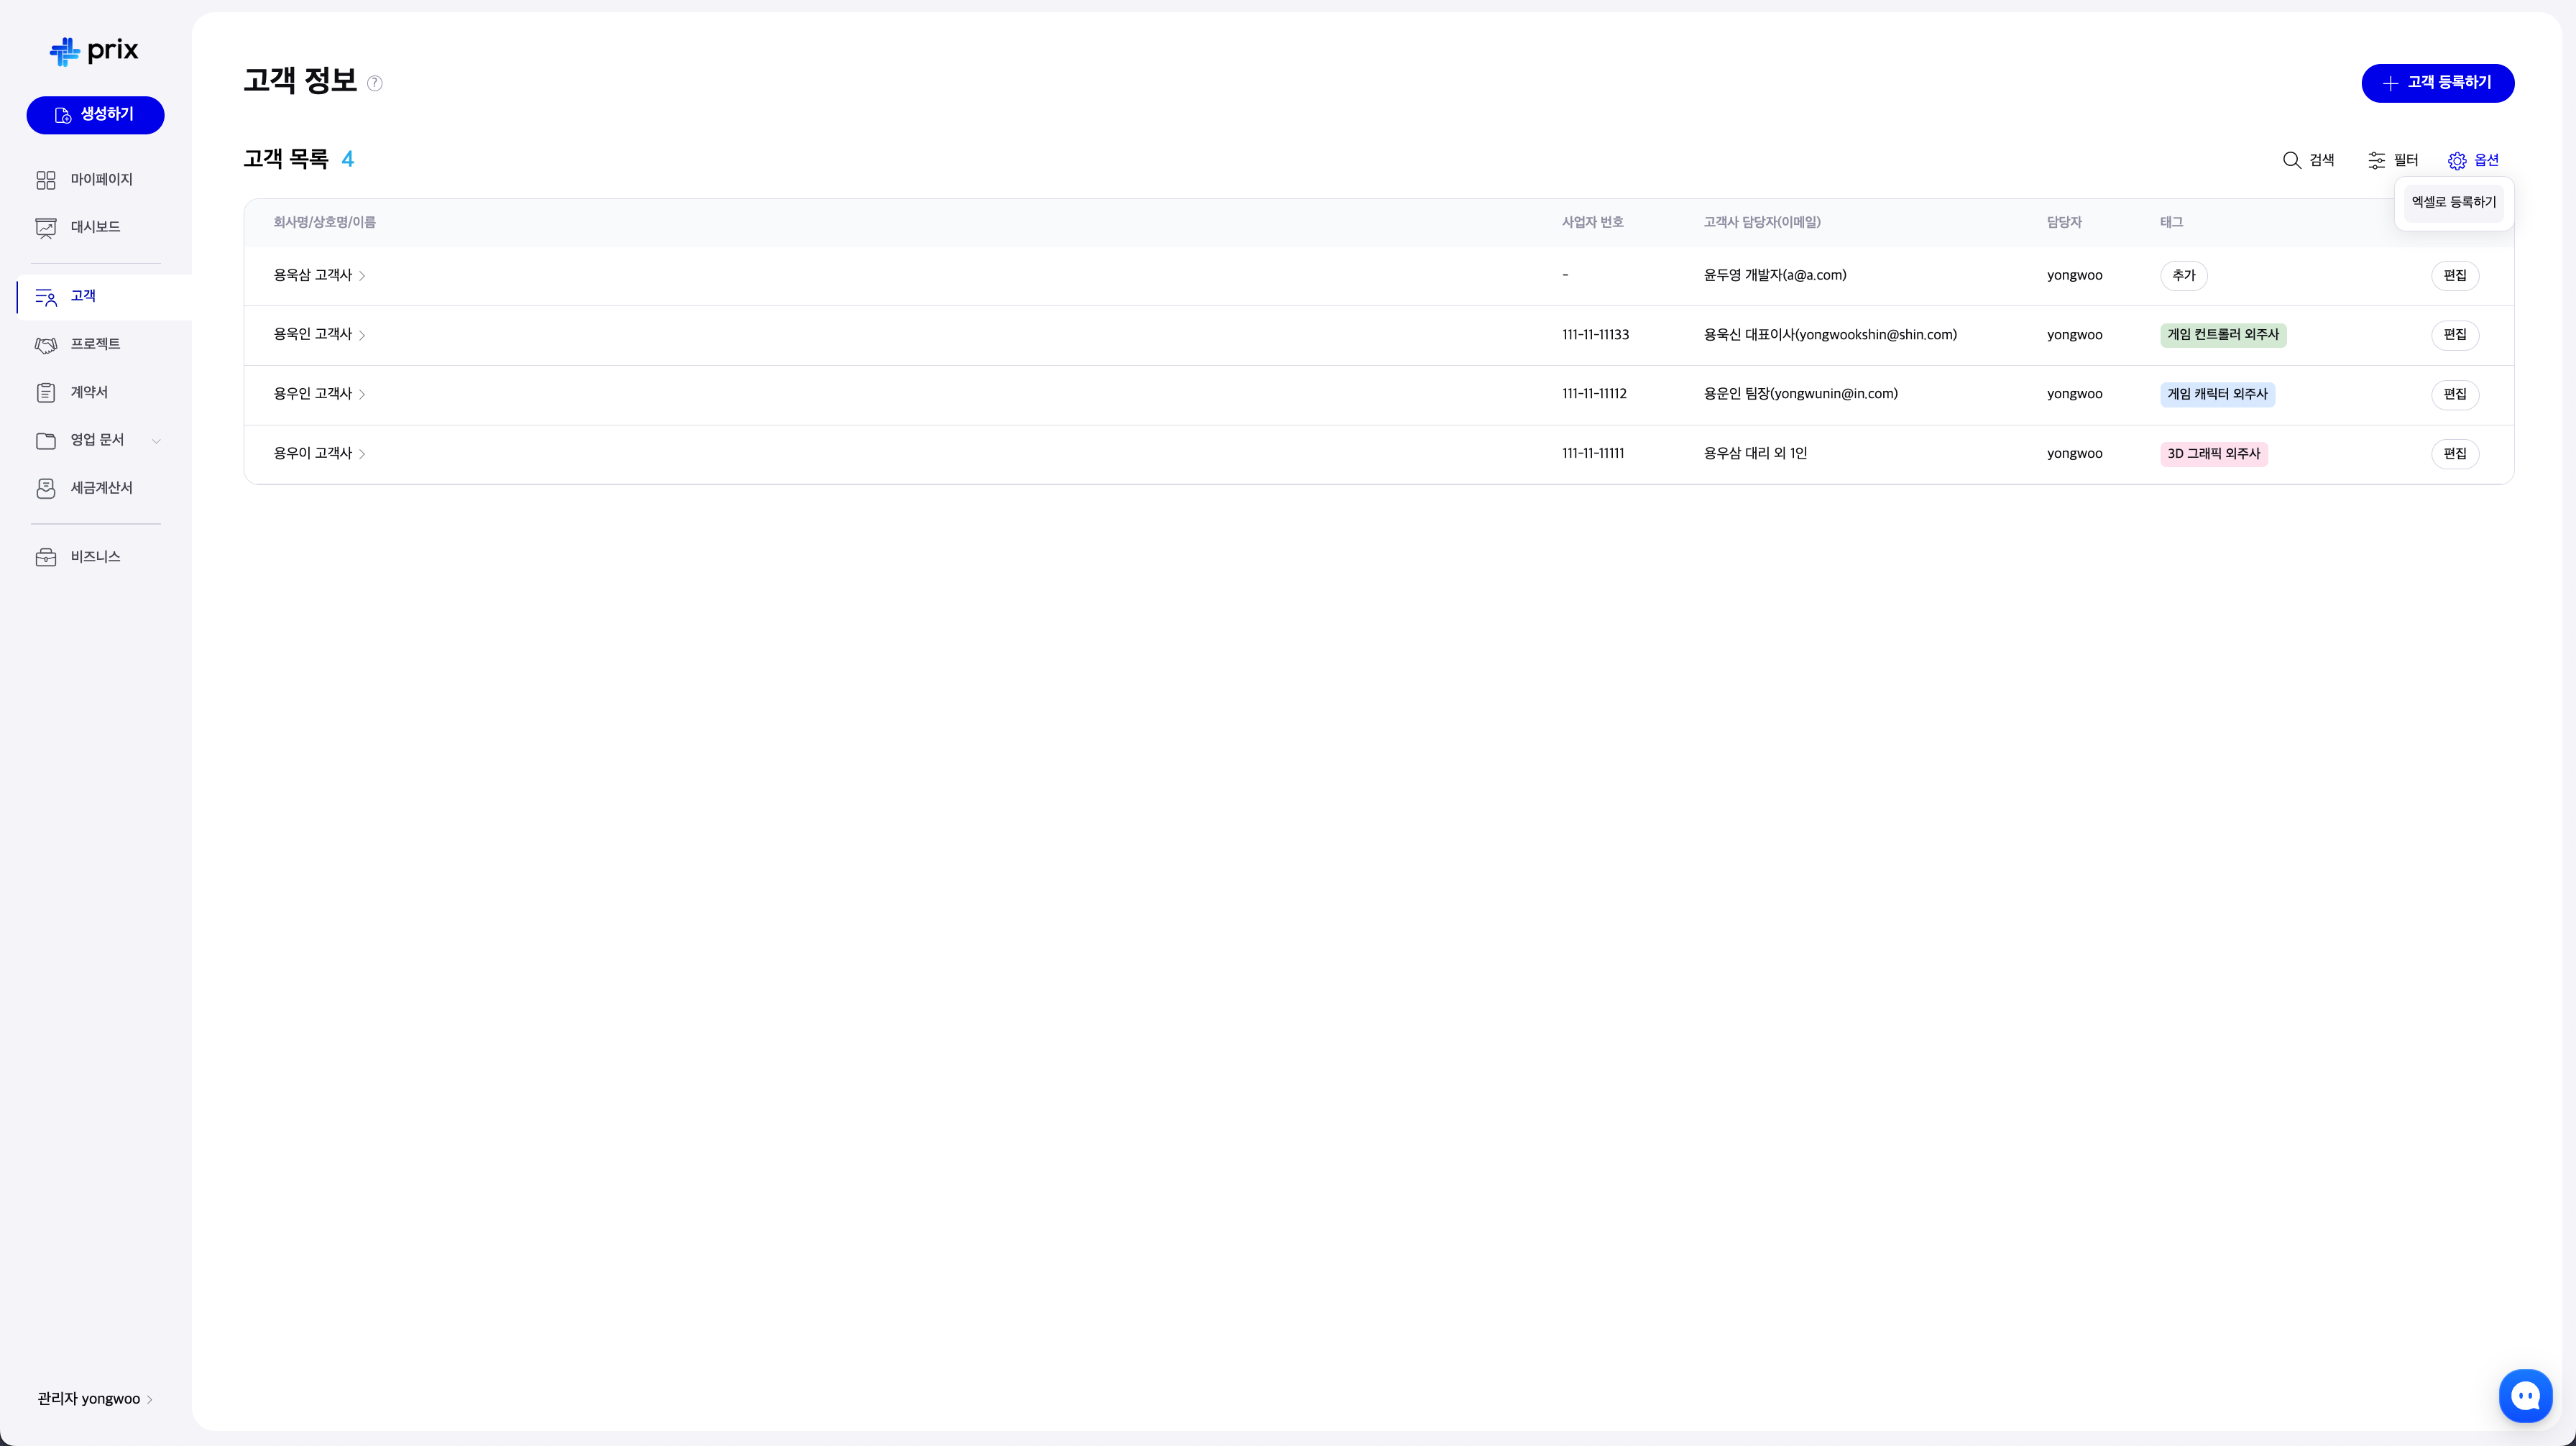 prix
생성하기
마이페이지
대시보드
고객
프로젝트
계약서
영업 문서
세금계산서
비즈니스
관리자 yongwoo
고객 정보 ?
고객 등록하기
고객 목록 4
검색 필터 옵션
엑셀로 등록하기
회사명/상호명/이름 사업자 번호 고객사 담당자(이메일) 담당자 태그
용욱삼 고객사 - 윤두영 개발자(a@a.com) yongwoo 추가 편집
용욱인 고객사 111-11-11133 용욱신 대표이사(yongwookshin@shin.com) yongwoo 게임 컨트롤러 외주사 편집
용우인 고객사 111-11-11112 용운인 팀장(yongwunin@in.com) yongwoo 게임 캐릭터 외주사 편집
용우이 고객사 111-11-11111 용우삼 대리 외 1인 yongwoo 3D 그래픽 외주사 편집